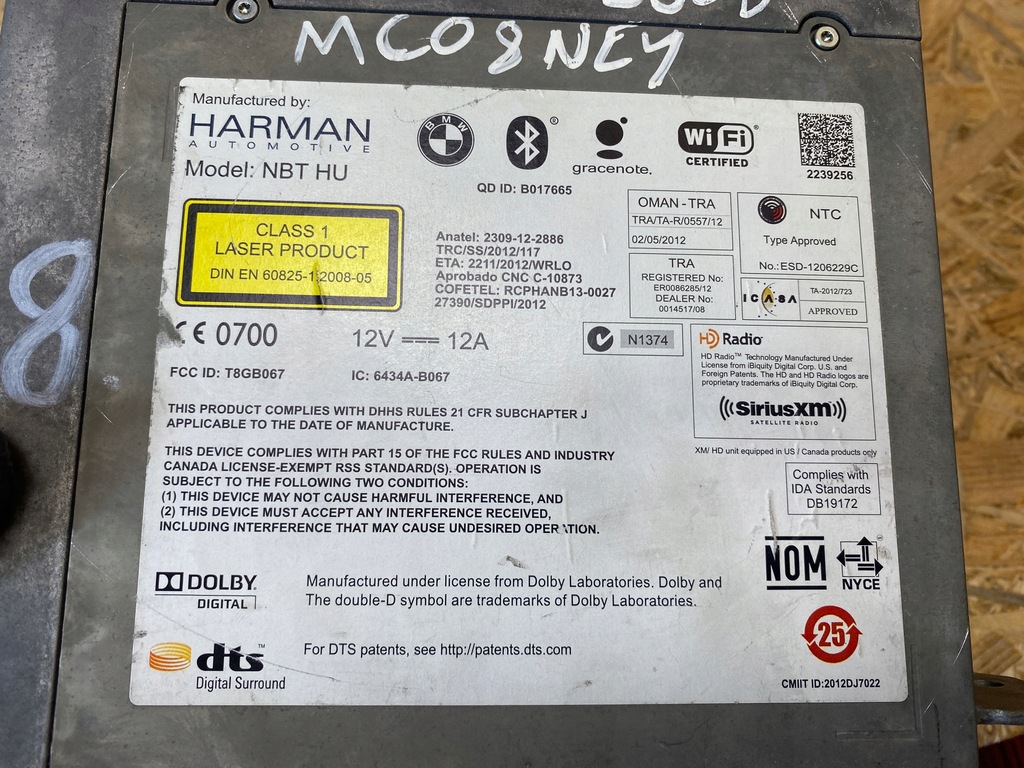 MC08NEY
8
Manufactured by:
HARMAN
AUTOMOTIVE
Model: NBT HU
BMW
®
QD ID: B017665
gracenote.
Wi Fi®
CERTIFIED
2239256
CLASS 1
LASER PRODUCT
DIN EN 60825-1:2008-05
Anatel: 2309-12-2886
TRC/SS/2012/117
ETA: 2211/2012/WRLO
Aprobado CNC C-10873
COFETEL: RCPHANB13-0027
27390/SDPPI/2012
OMAN - TRA
TRA/TA-R/0557/12
02/05/2012
TRA
REGISTERED No:
ER0086285/12
DEALER No:
0014517/08
NTC
Type Approved
No.: ESD-1206229C
ICASA
TA-2012/723
APPROVED
CE 0700
12V 12A
N1374
FCC ID: T8GB067
IC: 6434A-B067
HD Radio™
HD Radio™ Technology Manufactured Under
License from iBiquity Digital Corp. U.S. and
Foreign Patents. The HD and HD Radio logos are
proprietary trademarks of iBiquity Digital Corp.
SiriusXM
SATELLITE RADIO
XM/ HD unit equipped in US / Canada products only
THIS PRODUCT COMPLIES WITH DHHS RULES 21 CFR SUBCHAPTER J
APPLICABLE TO THE DATE OF MANUFACTURE.
THIS DEVICE COMPLIES WITH PART 15 OF THE FCC RULES AND INDUSTRY
CANADA LICENSE-EXEMPT RSS STANDARD(S). OPERATION IS
SUBJECT TO THE FOLLOWING TWO CONDITIONS:
(1) THIS DEVICE MAY NOT CAUSE HARMFUL INTERFERENCE, AND
(2) THIS DEVICE MUST ACCEPT ANY INTERFERENCE RECEIVED,
INCLUDING INTERFERENCE THAT MAY CAUSE UNDESIRED OPERATION.
Complies with
IDA Standards
DB19172
NOM
NYCE
DOLBY.
DIGITAL
Manufactured under license from Dolby Laboratories. Dolby and
The double-D symbol are trademarks of Dolby Laboratories.
25
dts™
Digital Surround
For DTS patents, see http://patents.dts.com
CMIIT ID:2012DJ7022